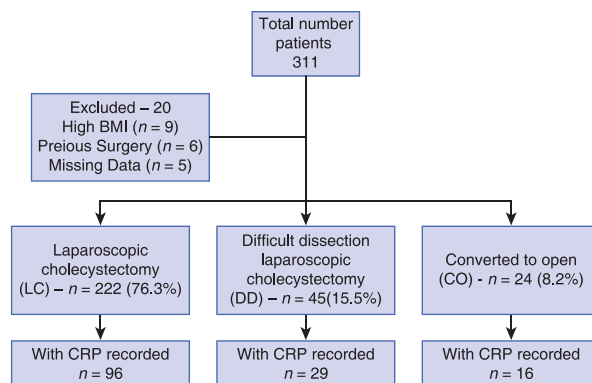 Total number
patients
311
Excluded – 20
High BMI (n = 9)
Preious Surgery (n = 6)
Missing Data (n = 5)
Laparoscopic
cholecystectomy
(LC) – n = 222 (76.3%)
Difficult dissection
laparoscopic
cholecystectomy
(DD) – n = 45(15.5%)
Converted to open
(CO) - n = 24 (8.2%)
With CRP recorded
n = 96
With CRP recorded
n = 29
With CRP recorded
n = 16